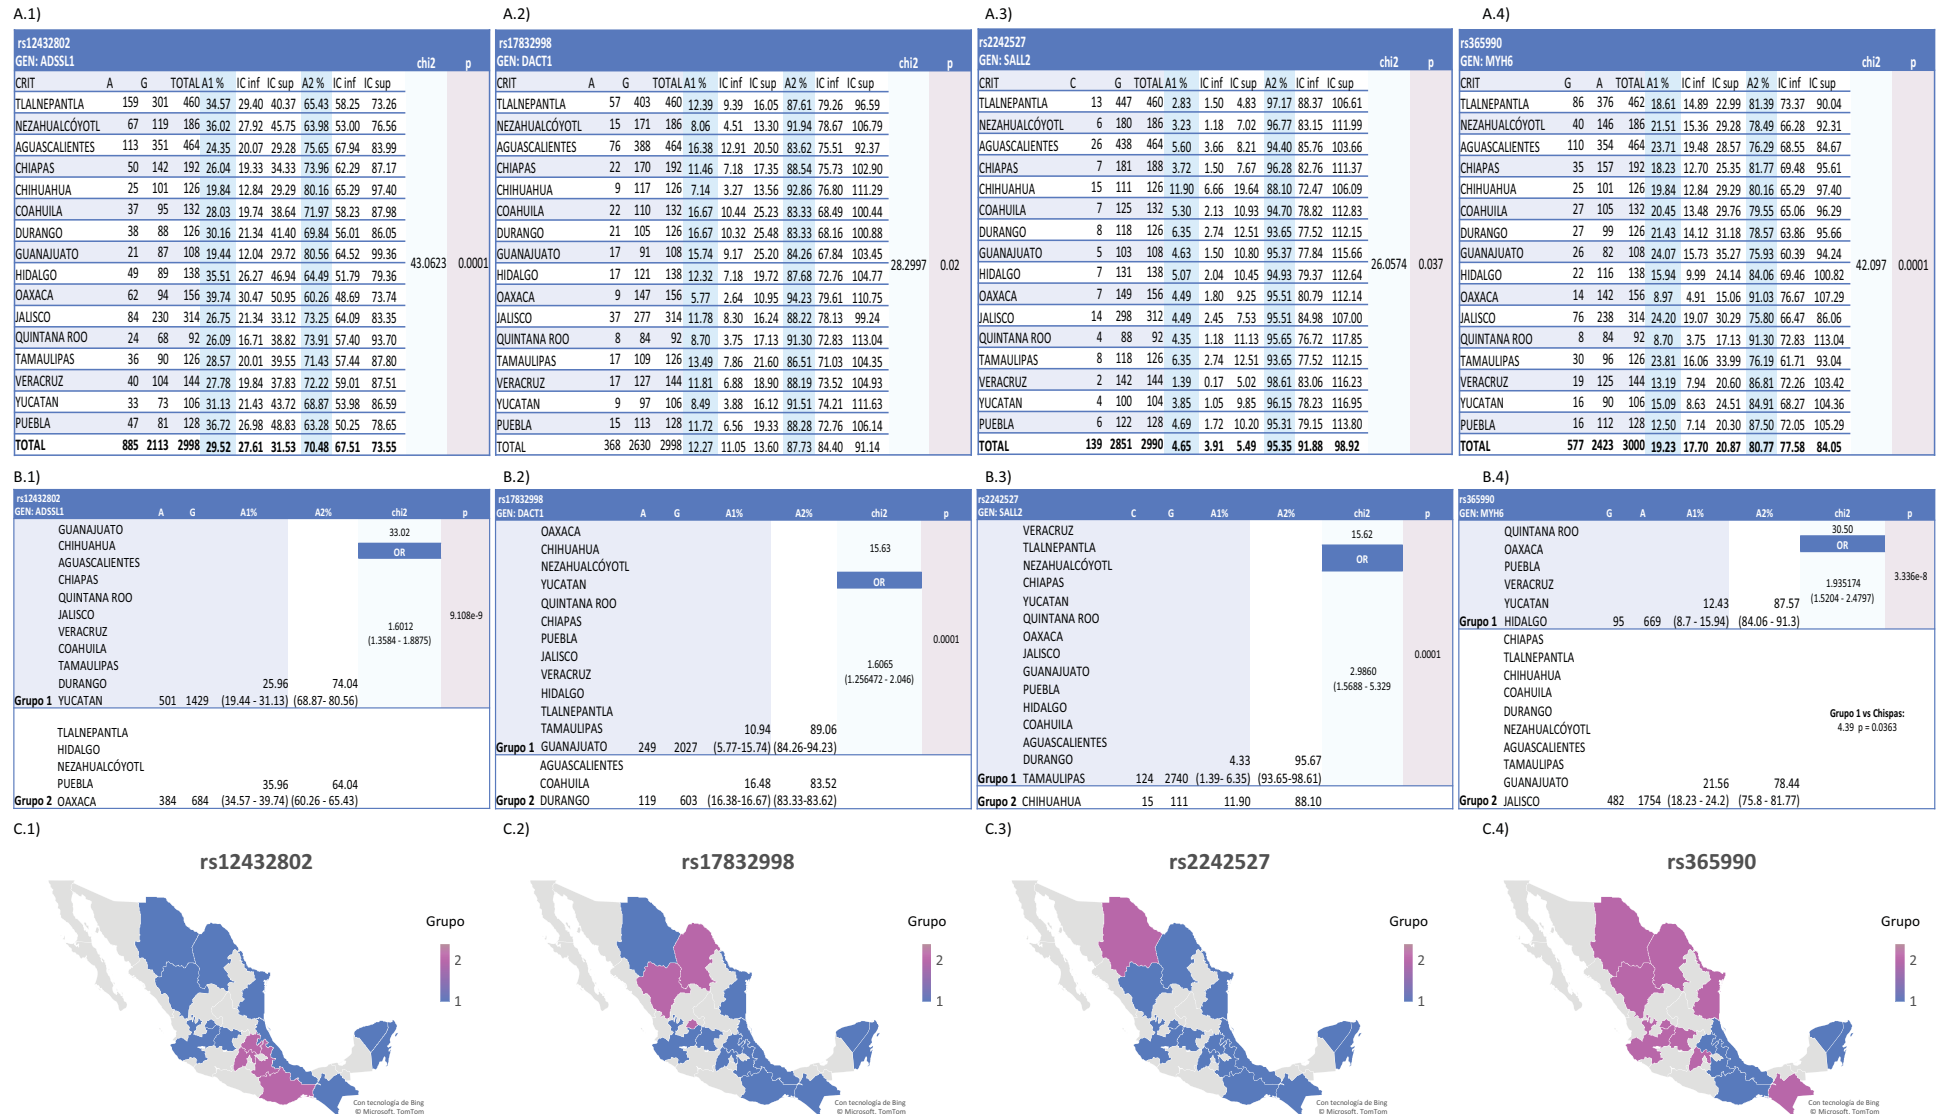 A.1)
rs12432802
GEN: ADSSL1 chi2 p
CRIT A G TOTAL A1 % IC inf IC sup A2 % IC inf IC sup
TLALNEPANTLA 159 301 460 34.57 29.40 40.37 65.43 58.25 73.26
NEZAHUALCÓYOTL 67 119 186 36.02 27.92 45.75 63.98 53.00 76.56
AGUASCALIENTES 113 351 464 24.35 20.07 29.28 75.65 67.94 83.99
CHIAPAS 50 142 192 26.04 19.33 34.33 73.96 62.29 87.17
CHIHUAHUA 25 101 126 19.84 12.84 29.29 80.16 65.29 97.40
COAHUILA 37 95 132 28.03 19.74 38.64 71.97 58.23 87.98
DURANGO 38 88 126 30.16 21.34 41.40 69.84 56.01 86.05
GUANAJUATO 21 87 108 19.44 12.04 29.72 80.56 64.52 99.36
43.0623 0.0001
HIDALGO 49 89 138 35.51 26.27 46.94 64.49 51.79 79.36
OAXACA 62 94 156 39.74 30.47 50.95 60.26 48.69 73.74
JALISCO 84 230 314 26.75 21.34 33.12 73.25 64.09 83.35
QUINTANA ROO 24 68 92 26.09 16.71 38.82 73.91 57.40 93.70
TAMAULIPAS 36 90 126 28.57 20.01 39.55 71.43 57.44 87.80
VERACRUZ 40 104 144 27.78 19.84 37.83 72.22 59.01 87.51
YUCATAN 33 73 106 31.13 21.43 43.72 68.87 53.98 86.59
PUEBLA 47 81 128 36.72 26.98 48.83 63.28 50.25 78.65
TOTAL 885 2113 2998 29.52 27.61 31.53 70.48 67.51 73.55
A.2)
rs17832998
GEN: DACT1 chi2 p
CRIT A G TOTAL A1 % IC inf IC sup A2 % IC inf IC sup
TLALNEPANTLA 57 403 460 12.39 9.39 16.05 87.61 79.26 96.59
NEZAHUALCÓYOTL 15 171 186 8.06 4.51 13.30 91.94 78.67 106.79
AGUASCALIENTES 76 388 464 16.38 12.91 20.50 83.62 75.51 92.37
CHIAPAS 22 170 192 11.46 7.18 17.35 88.54 75.73 102.90
CHIHUAHUA 9 117 126 7.14 3.27 13.56 92.86 76.80 111.29
COAHUILA 22 110 132 16.67 10.44 25.23 83.33 68.49 100.44
DURANGO 21 105 126 16.67 10.32 25.48 83.33 68.16 100.88
GUANAJUATO 17 91 108 15.74 9.17 25.20 84.26 67.84 103.45
28.2997 0.02
HIDALGO 17 121 138 12.32 7.18 19.72 87.68 72.76 104.77
OAXACA 9 147 156 5.77 2.64 10.95 94.23 79.61 110.75
JALISCO 37 277 314 11.78 8.30 16.24 88.22 78.13 99.24
QUINTANA ROO 8 84 92 8.70 3.75 17.13 91.30 72.83 113.04
TAMAULIPAS 17 109 126 13.49 7.86 21.60 86.51 71.03 104.35
VERACRUZ 17 127 144 11.81 6.88 18.90 88.19 73.52 104.93
YUCATAN 9 97 106 8.49 3.88 16.12 91.51 74.21 111.63
PUEBLA 15 113 128 11.72 6.56 19.33 88.28 72.76 106.14
TOTAL 368 2630 2998 12.27 11.05 13.60 87.73 84.40 91.14
A.3)
rs2242527
GEN: SALL2 chi2 p
CRIT C G TOTAL A1 % IC inf IC sup A2 % IC inf IC sup
TLALNEPANTLA 13 447 460 2.83 1.50 4.83 97.17 88.37 106.61
NEZAHUALCÓYOTL 6 180 186 3.23 1.18 7.02 96.77 83.15 111.99
AGUASCALIENTES 26 438 464 5.60 3.66 8.21 94.40 85.76 103.66
CHIAPAS 7 181 188 3.72 1.50 7.67 96.28 82.76 111.37
CHIHUAHUA 15 111 126 11.90 6.66 19.64 88.10 72.47 106.09
COAHUILA 7 125 132 5.30 2.13 10.93 94.70 78.82 112.83
DURANGO 8 118 126 6.35 2.74 12.51 93.65 77.52 112.15
GUANAJUATO 5 103 108 4.63 1.50 10.80 95.37 77.84 115.66
26.0574 0.037
HIDALGO 7 131 138 5.07 2.04 10.45 94.93 79.37 112.64
OAXACA 7 149 156 4.49 1.80 9.25 95.51 80.79 112.14
JALISCO 14 298 312 4.49 2.45 7.53 95.51 84.98 107.00
QUINTANA ROO 4 88 92 4.35 1.18 11.13 95.65 76.72 117.85
TAMAULIPAS 8 118 126 6.35 2.74 12.51 93.65 77.52 112.15
VERACRUZ 2 142 144 1.39 0.17 5.02 98.61 83.06 116.23
YUCATAN 4 100 104 3.85 1.05 9.85 96.15 78.23 116.95
PUEBLA 6 122 128 4.69 1.72 10.20 95.31 79.15 113.80
TOTAL 139 2851 2990 4.65 3.91 5.49 95.35 91.88 98.92
A.4)
rs365990
GEN: MYH6 chi2 p
CRIT G A TOTAL A1 % IC inf IC sup A2 % IC inf IC sup
TLALNEPANTLA 86 376 462 18.61 14.89 22.99 81.39 73.37 90.04
NEZAHUALCÓYOTL 40 146 186 21.51 15.36 29.28 78.49 66.28 92.31
AGUASCALIENTES 110 354 464 23.71 19.48 28.57 76.29 68.55 84.67
CHIAPAS 35 157 192 18.23 12.70 25.35 81.77 69.48 95.61
CHIHUAHUA 25 101 126 19.84 12.84 29.29 80.16 65.29 97.40
COAHUILA 27 105 132 20.45 13.48 29.76 79.55 65.06 96.29
DURANGO 27 99 126 21.43 14.12 31.18 78.57 63.86 95.66
GUANAJUATO 26 82 108 24.07 15.73 35.27 75.93 60.39 94.24
42.097 0.0001
HIDALGO 22 116 138 15.94 9.99 24.14 84.06 69.46 100.82
OAXACA 14 142 156 8.97 4.91 15.06 91.03 76.67 107.29
JALISCO 76 238 314 24.20 19.07 30.29 75.80 66.47 86.06
QUINTANA ROO 8 84 92 8.70 3.75 17.13 91.30 72.83 113.04
TAMAULIPAS 30 96 126 23.81 16.06 33.99 76.19 61.71 93.04
VERACRUZ 19 125 144 13.19 7.94 20.60 86.81 72.26 103.42
YUCATAN 16 90 106 15.09 8.63 24.51 84.91 68.27 104.36
PUEBLA 16 112 128 12.50 7.14 20.30 87.50 72.05 105.29
TOTAL 577 2423 3000 19.23 17.70 20.87 80.77 77.58 84.05
B.1)
rs12432802
GEN: ADSSL1 A G A1% A2% chi2 p
GUANAJUATO 33.02
CHIHUAHUA OR
AGUASCALIENTES
CHIAPAS
QUINTANA ROO
JALISCO 9.108e-9
VERACRUZ 1.6012
COAHUILA (1.3584 - 1.8875)
TAMAULIPAS
DURANGO 25.96 74.04
Grupo 1 YUCATAN 501 1429 (19.44 - 31.13) (68.87- 80.56)
TLALNEPANTLA
HIDALGO
NEZAHUALCÓYOTL
PUEBLA 35.96 64.04
Grupo 2 OAXACA 384 684 (34.57 - 39.74) (60.26 - 65.43)
B.2)
rs17832998
GEN: DACT1 A G A1% A2% chi2 p
OAXACA
CHIHUAHUA 15.63
NEZAHUALCÓYOTL
YUCATAN OR
QUINTANA ROO
CHIAPAS
PUEBLA 0.0001
JALISCO 1.6065
VERACRUZ (1.256472 - 2.046)
HIDALGO
TLALNEPANTLA
TAMAULIPAS 10.94 89.06
Grupo 1 GUANAJUATO 249 2027 (5.77-15.74) (84.26-94.23)
AGUASCALIENTES
COAHUILA 16.48 83.52
Grupo 2 DURANGO 119 603 (16.38-16.67) (83.33-83.62)
B.3)
rs2242527
GEN: SALL2 C G A1% A2% chi2 p
VERACRUZ 15.62
TLALNEPANTLA
NEZAHUALCÓYOTL OR
CHIAPAS
YUCATAN
QUINTANA ROO
OAXACA
JALISCO 0.0001
GUANAJUATO 2.9860
PUEBLA (1.5688 - 5.329
HIDALGO
COAHUILA
AGUASCALIENTES
DURANGO 4.33 95.67
Grupo 1 TAMAULIPAS 124 2740 (1.39- 6.35) (93.65-98.61)
Grupo 2 CHIHUAHUA 15 111 11.90 88.10
B.4)
rs365990
GEN: MYH6 G A A1% A2% chi2 p
QUINTANA ROO 30.50
OAXACA OR
PUEBLA 3.336e-8
VERACRUZ 1.935174
YUCATAN 12.43 87.57 (1.5204 - 2.4797)
Grupo 1 HIDALGO 95 669 (8.7 - 15.94) (84.06 - 91.3)
CHIAPAS
TLALNEPANTLA
CHIHUAHUA
COAHUILA
DURANGO Grupo 1 vs Chispas:
NEZAHUALCÓYOTL 4.39 p = 0.0363
AGUASCALIENTES
TAMAULIPAS
GUANAJUATO 21.56 78.44
Grupo 2 JALISCO 482 1754 (18.23 - 24.2) (75.8 - 81.77)
C.1)
rs12432802
Grupo
2
1
Con tecnología de Bing
© Microsoft, TomTom
C.2)
rs17832998
Grupo
2
1
Con tecnología de Bing
© Microsoft, TomTom
C.3)
rs2242527
Grupo
2
1
Con tecnología de Bing
© Microsoft, TomTom
C.4)
rs365990
Grupo
2
1
Con tecnología de Bing
© Microsoft, TomTom